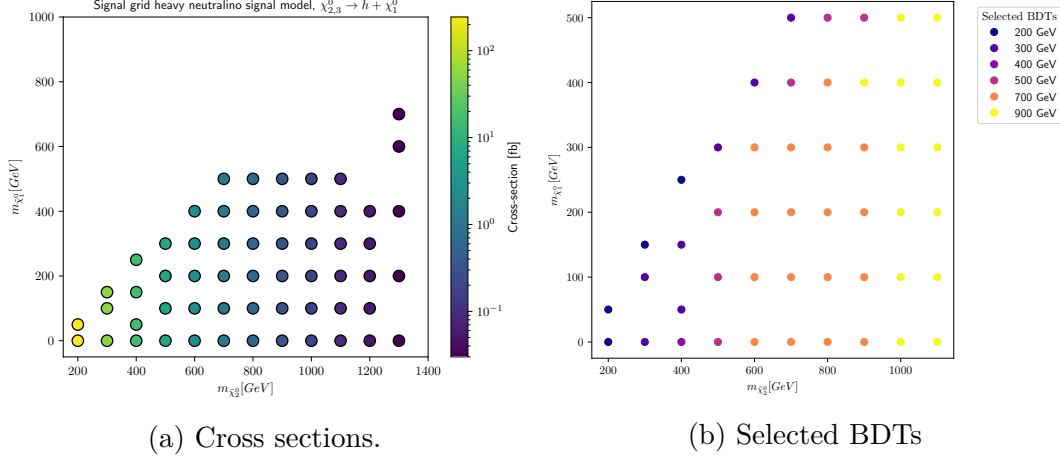 Signal grid heavy neutralino signal model, χ⁰₂,₃ → h + χ⁰₁
1000
800
600
400
200
0
m_χ̃⁰₁[GeV]
200 400 600 800 1000 1200 1400
m_χ̃⁰₂[GeV]
10²
10¹
10⁰
10⁻¹
Cross-section [fb]
(a) Cross sections.
500
400
300
200
100
0
m_χ̃⁰₁[GeV]
200 400 600 800 1000
m_χ̃⁰₂[GeV]
Selected BDTs
200 GeV
300 GeV
400 GeV
500 GeV
700 GeV
900 GeV
(b) Selected BDTs